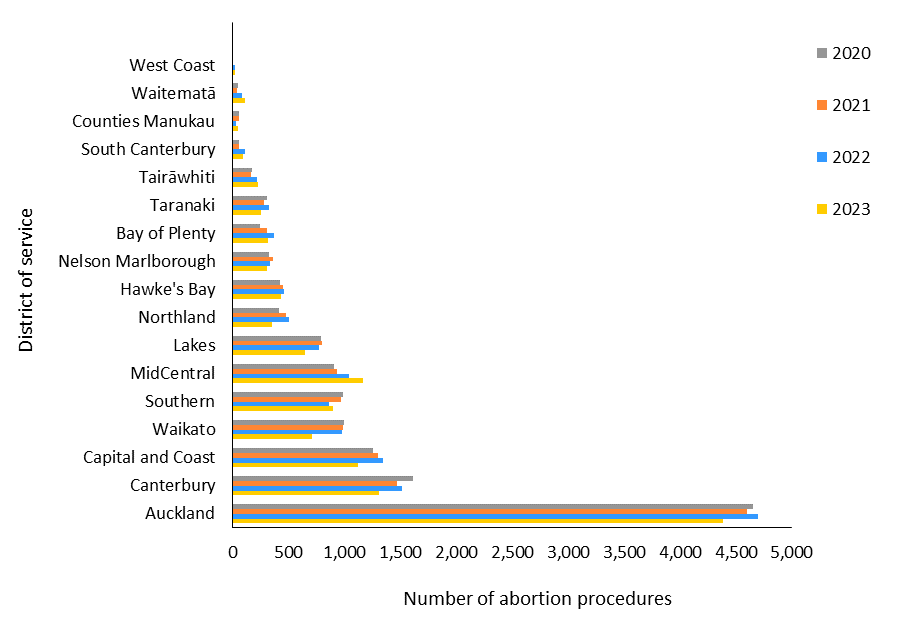 2020
2021
2022
2023
District of service
West Coast
Waitematā
Counties Manukau
South Canterbury
Tairāwhiti
Taranaki
Bay of Plenty
Nelson Marlborough
Hawke's Bay
Northland
Lakes
MidCentral
Southern
Waikato
Capital and Coast
Canterbury
Auckland
0 500 1,000 1,500 2,000 2,500 3,000 3,500 4,000 4,500 5,000
Number of abortion procedures